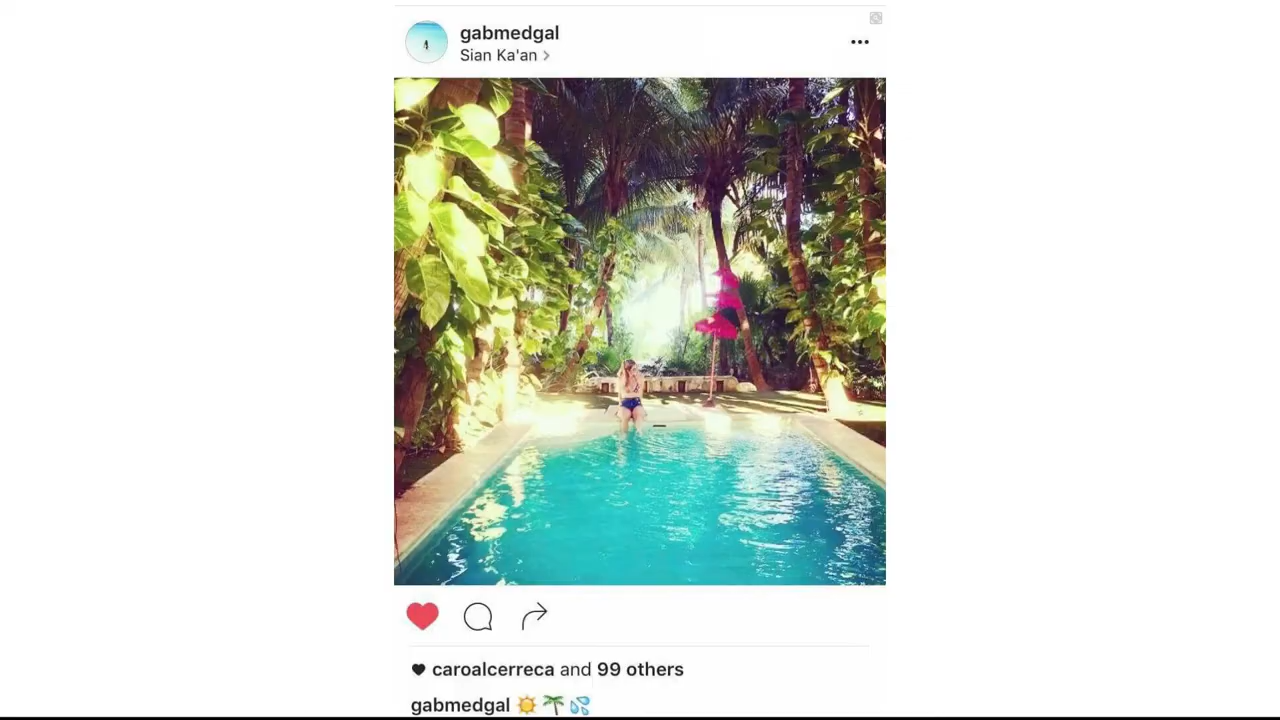 gabmedgal
Sian Ka'an >
caroalcerreca and 99 others
gabmedgal ☀️🌴💦